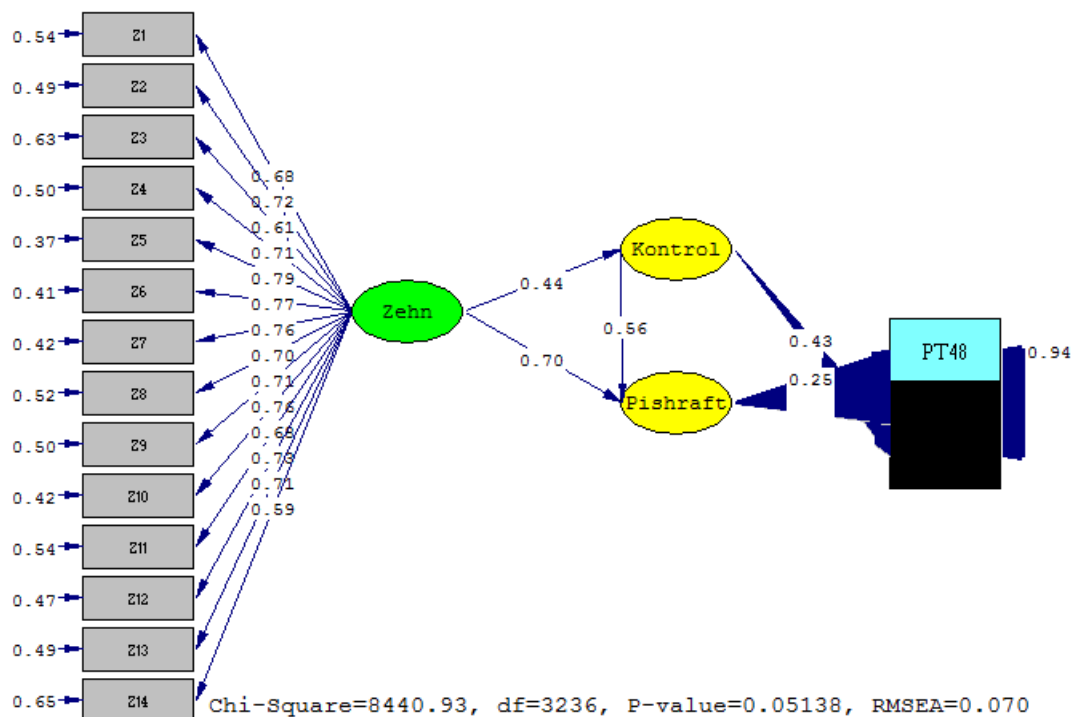 0.54 Z1
0.49 Z2
0.63 Z3
0.50 Z4
0.37 Z5
0.41 Z6
0.42 Z7
0.52 Z8
0.50 Z9
0.42 Z10
0.54 Z11
0.47 Z12
0.49 Z13
0.65 Z14
0.68
0.72
0.61
0.71
0.79
0.77
0.76
0.70
0.71
0.76
0.68
0.73
0.71
0.59
Zehn
0.44
0.70
Kontrol
0.56
Pishraft
0.43
0.25
PT48
0.94
Chi-Square=8440.93, df=3236, P-value=0.05138, RMSEA=0.070